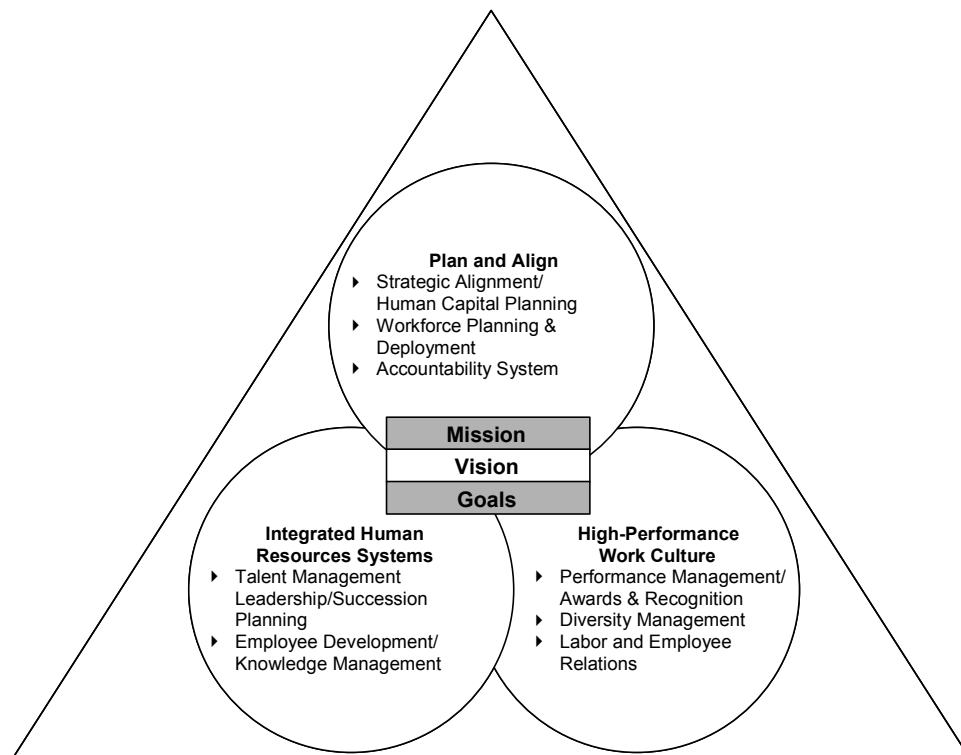 Plan and Align
Strategic Alignment/
Human Capital Planning
Workforce Planning &
Deployment
Accountability System
Mission
Vision
Goals
Integrated Human
Resources Systems
Talent Management
Leadership/Succession
Planning
Employee Development/
Knowledge Management
High-Performance
Work Culture
Performance Management/
Awards & Recognition
Diversity Management
Labor and Employee
Relations